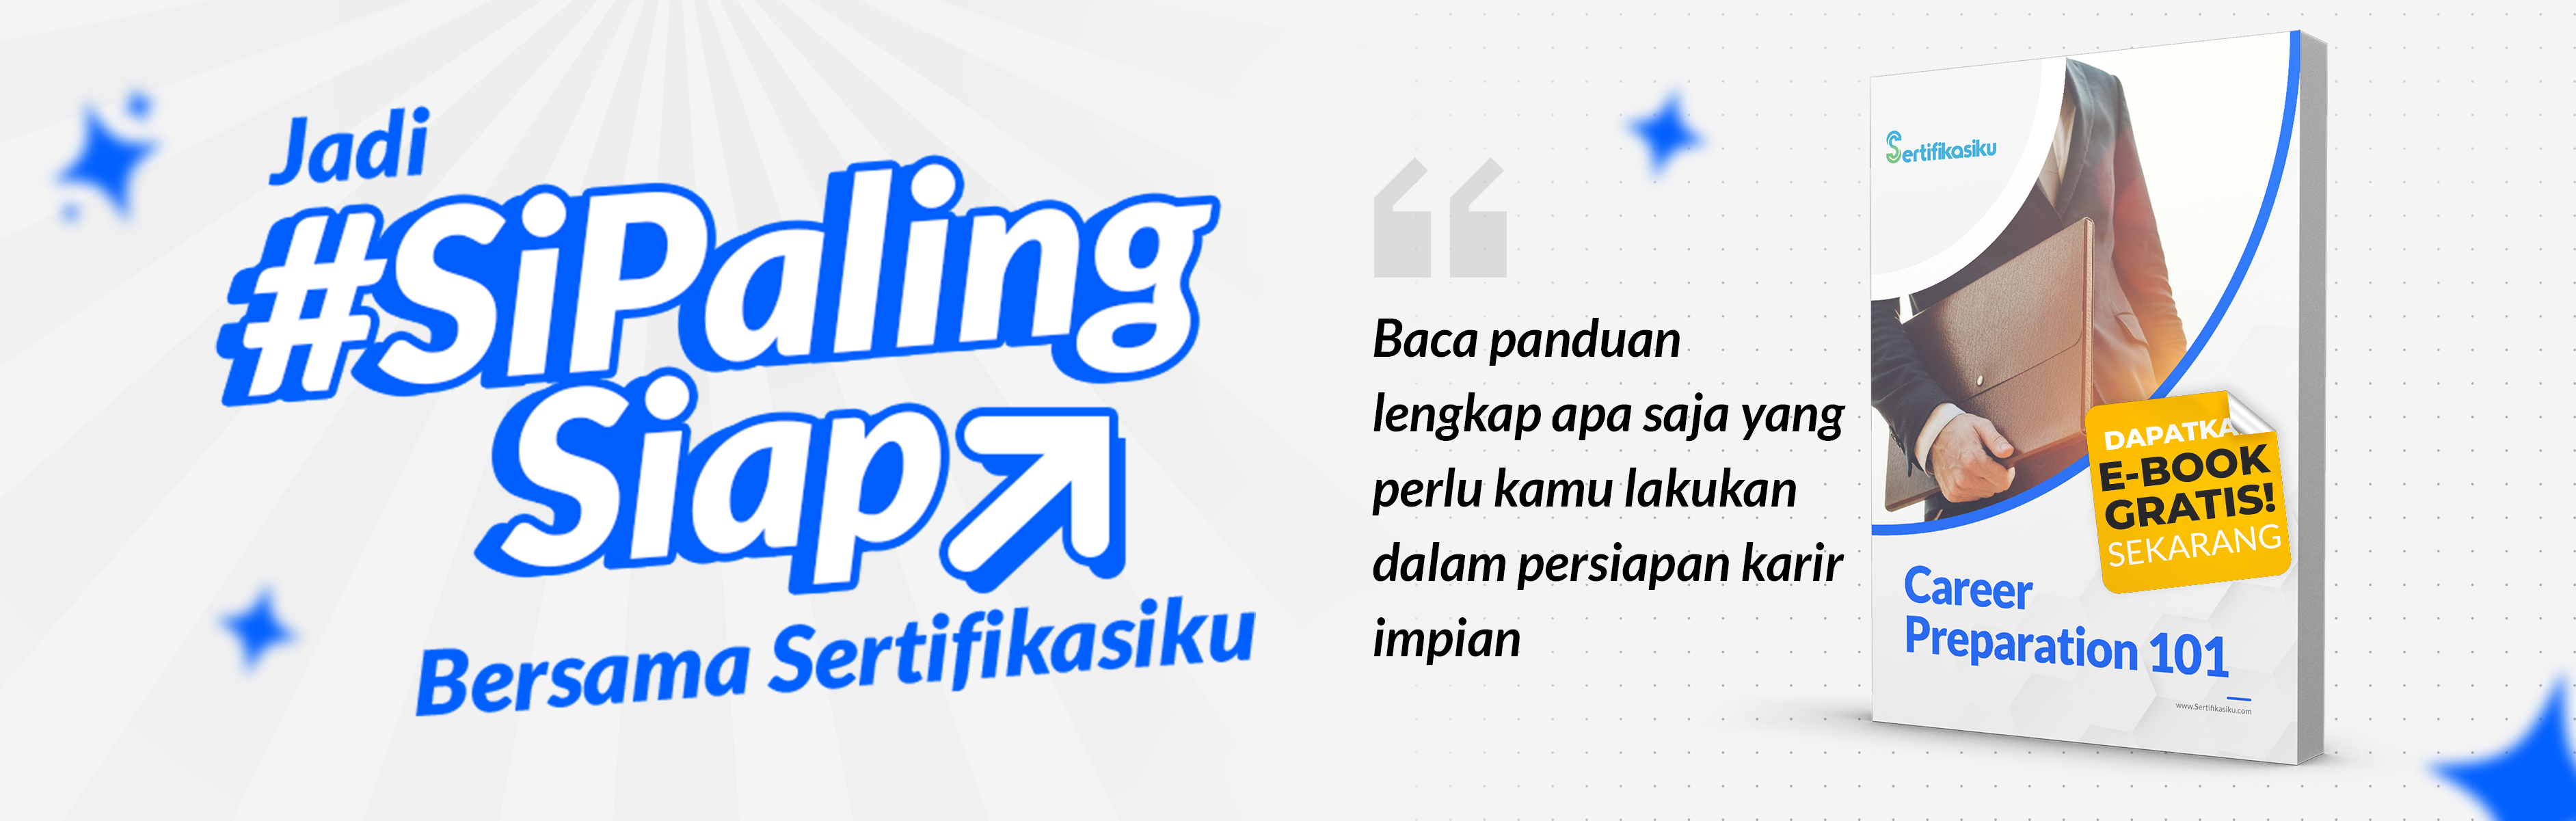 Jadi
#SiPaling
Siap
Bersama Sertifikasiku
Baca panduan
lengkap apa saja yang
perlu kamu lakukan
dalam persiapan karir
impian
Sertifikasiku
DAPATKA
E-BOOK
GRATIS!
SEKARANG
Career
Preparation 101
www.Sertifikasiku.com